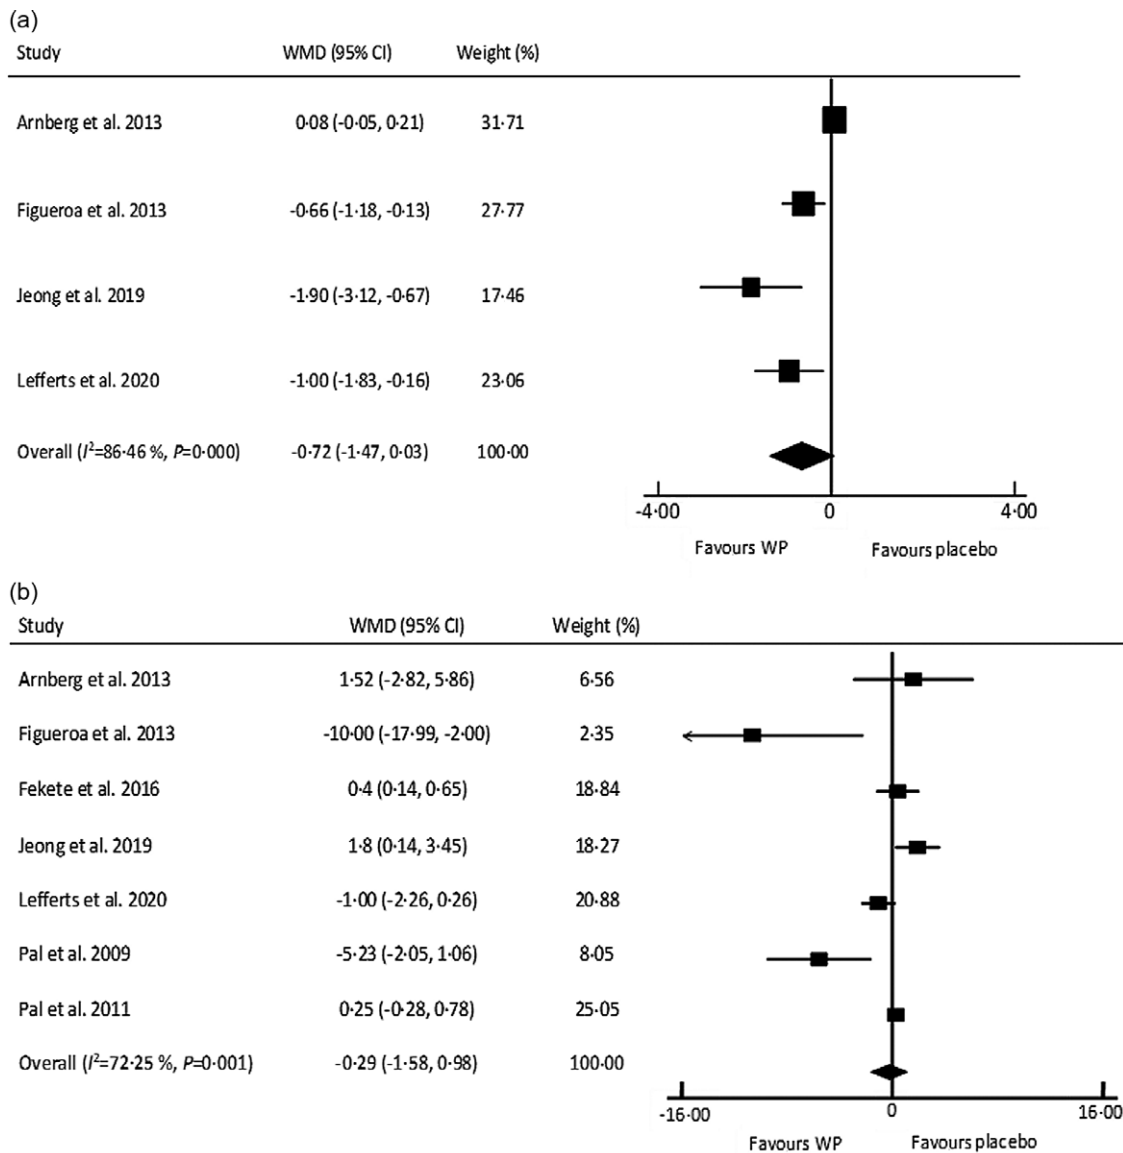 (a)
Study WMD (95% CI) Weight (%)
Arnberg et al. 2013 0·08 (-0·05, 0·21) 31·71
Figueroa et al. 2013 -0·66 (-1·18, -0·13) 27·77
Jeong et al. 2019 -1·90 (-3·12, -0·67) 17·46
Lefferts et al. 2020 -1·00 (-1·83, -0·16) 23·06
Overall (I²=86·46 %, P=0·000) -0·72 (-1·47, 0·03) 100·00
-4·00 0 4·00
Favours WP Favours placebo
(b)
Study WMD (95% CI) Weight (%)
Arnberg et al. 2013 1·52 (-2·82, 5·86) 6·56
Figueroa et al. 2013 -10·00 (-17·99, -2·00) 2·35
Fekete et al. 2016 0·4 (0·14, 0·65) 18·84
Jeong et al. 2019 1·8 (0·14, 3·45) 18·27
Lefferts et al. 2020 -1·00 (-2·26, 0·26) 20·88
Pal et al. 2009 -5·23 (-2·05, 1·06) 8·05
Pal et al. 2011 0·25 (-0·28, 0·78) 25·05
Overall (I²=72·25 %, P=0·001) -0·29 (-1·58, 0·98) 100·00
-16·00 0 16·00
Favours WP Favours placebo